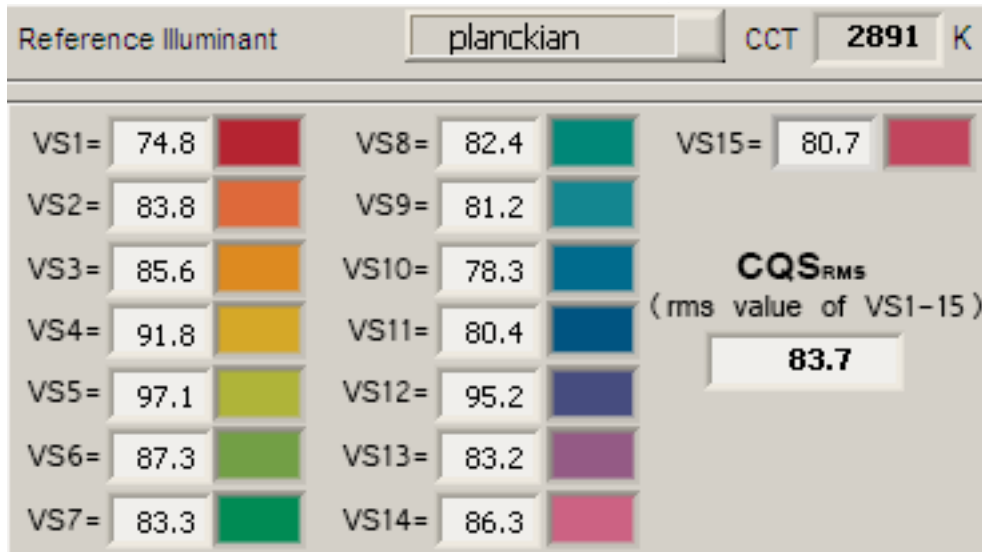 Reference Illuminant planckian CCT 2891 K
VS1= 74.8 VS8= 82.4 VS15= 80.7
VS2= 83.8 VS9= 81.2
VS3= 85.6 VS10= 78.3 CQSRMS
VS4= 91.8 VS11= 80.4 (rms value of VS1-15)
VS5= 97.1 VS12= 95.2 83.7
VS6= 87.3 VS13= 83.2
VS7= 83.3 VS14= 86.3